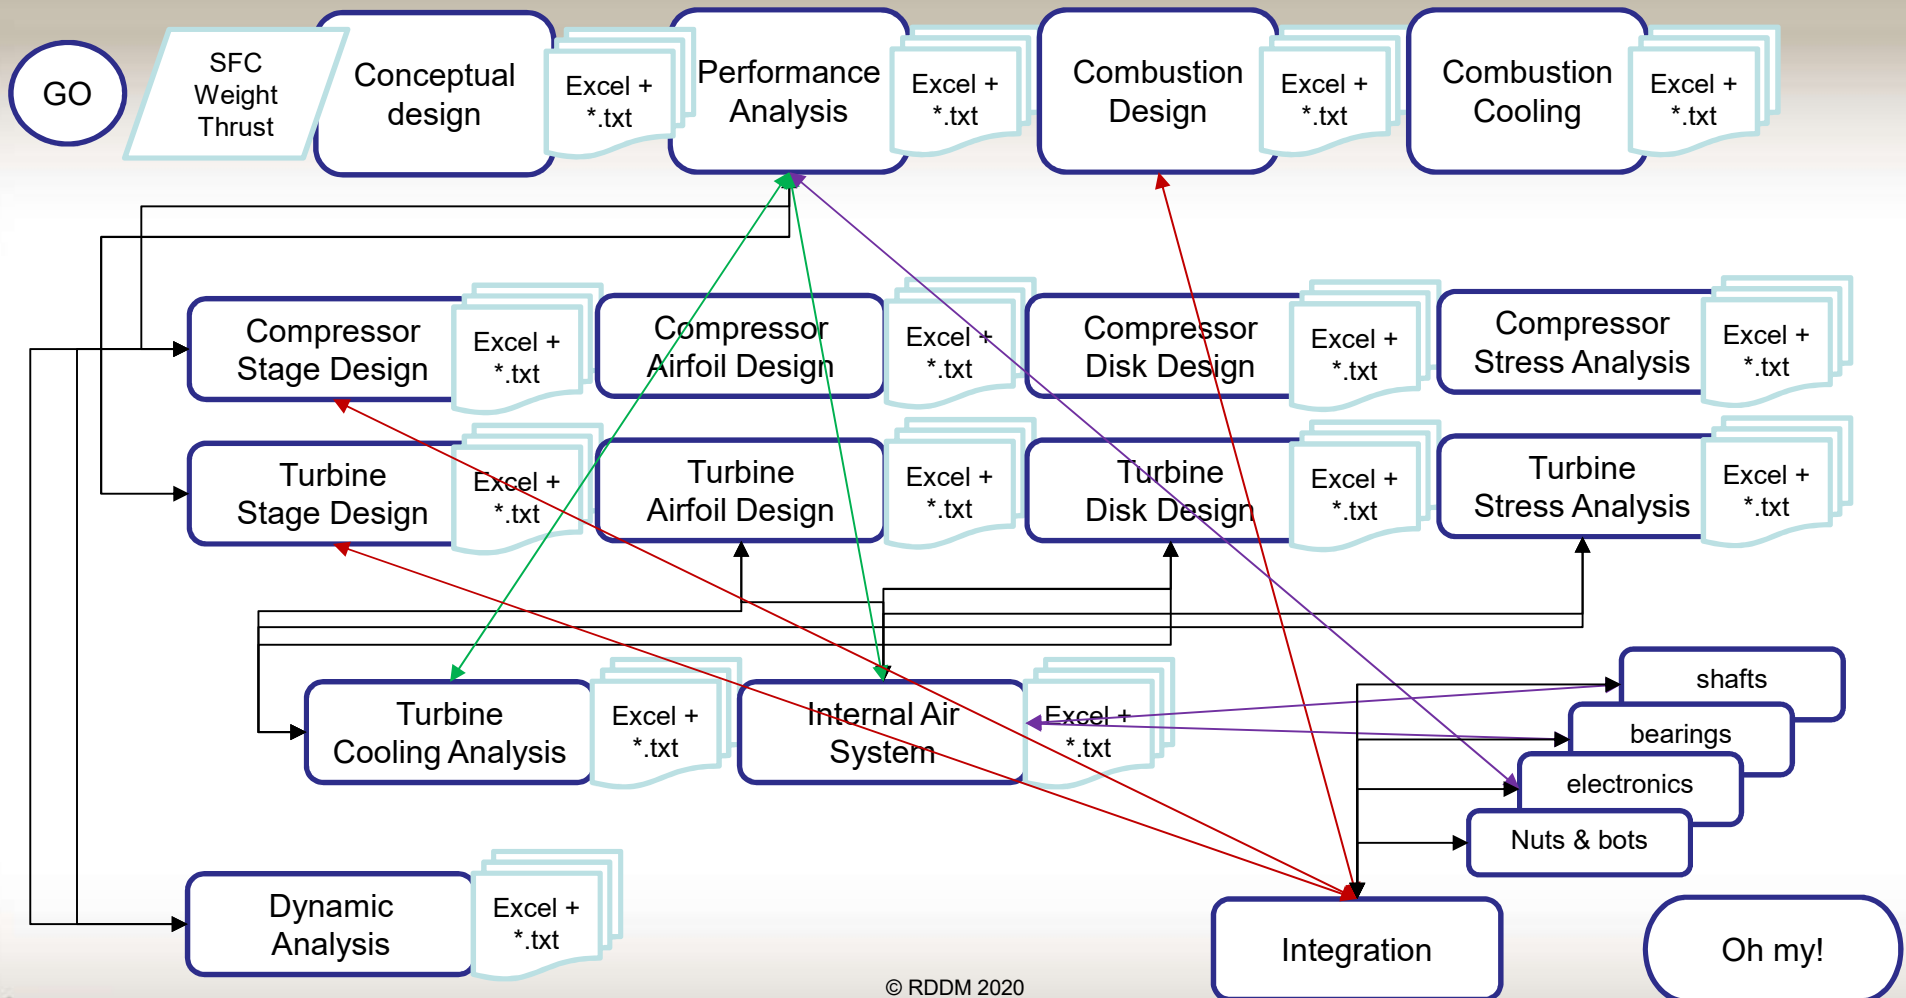 GO
SFC
Weight
Thrust
Conceptual
design
Excel +
*.txt
Performance
Analysis
Excel +
*.txt
Combustion
Design
Excel +
*.txt
Combustion
Cooling
Excel +
*.txt
Compressor
Stage Design
Excel +
*.txt
Compressor
Airfoil Design
Excel +
*.txt
Compressor
Disk Design
Excel +
*.txt
Compressor
Stress Analysis
Excel +
*.txt
Turbine
Stage Design
Excel +
*.txt
Turbine
Airfoil Design
Excel +
*.txt
Turbine
Disk Design
Excel +
*.txt
Turbine
Stress Analysis
Excel +
*.txt
Turbine
Cooling Analysis
Excel +
*.txt
Internal Air
System
Excel +
*.txt
shafts
bearings
electronics
Nuts & bots
Dynamic
Analysis
Excel +
*.txt
Integration
Oh my!
© RDDM 2020